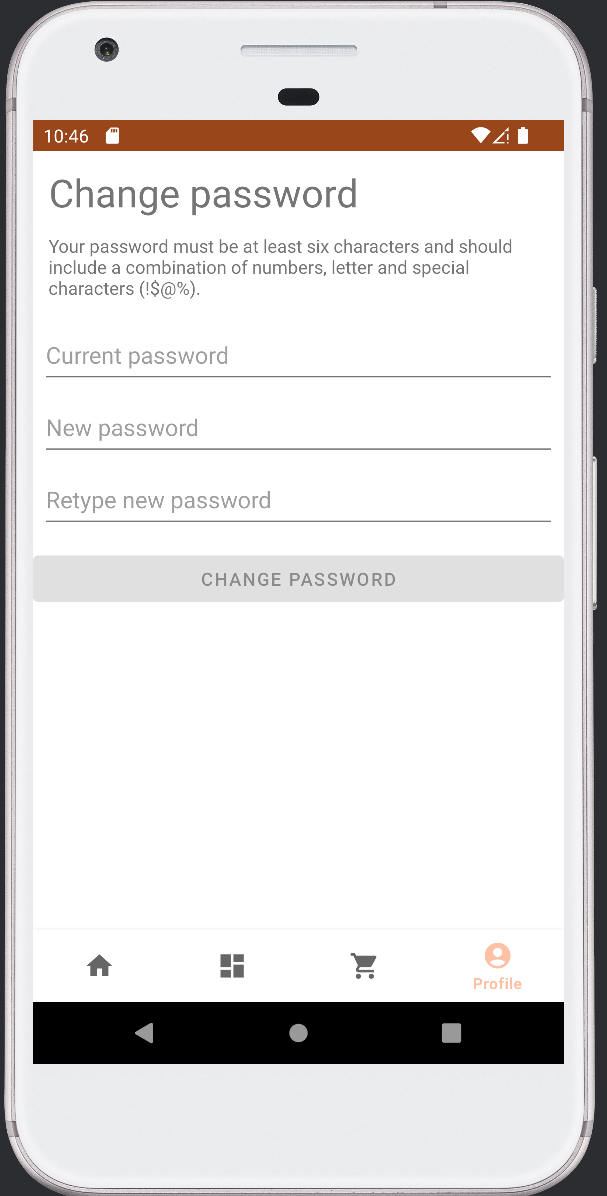 10:46
Change password
Your password must be at least six characters and should
include a combination of numbers, letter and special
characters (!$@%).
Current password
New password
Retype new password
CHANGE PASSWORD
Profile